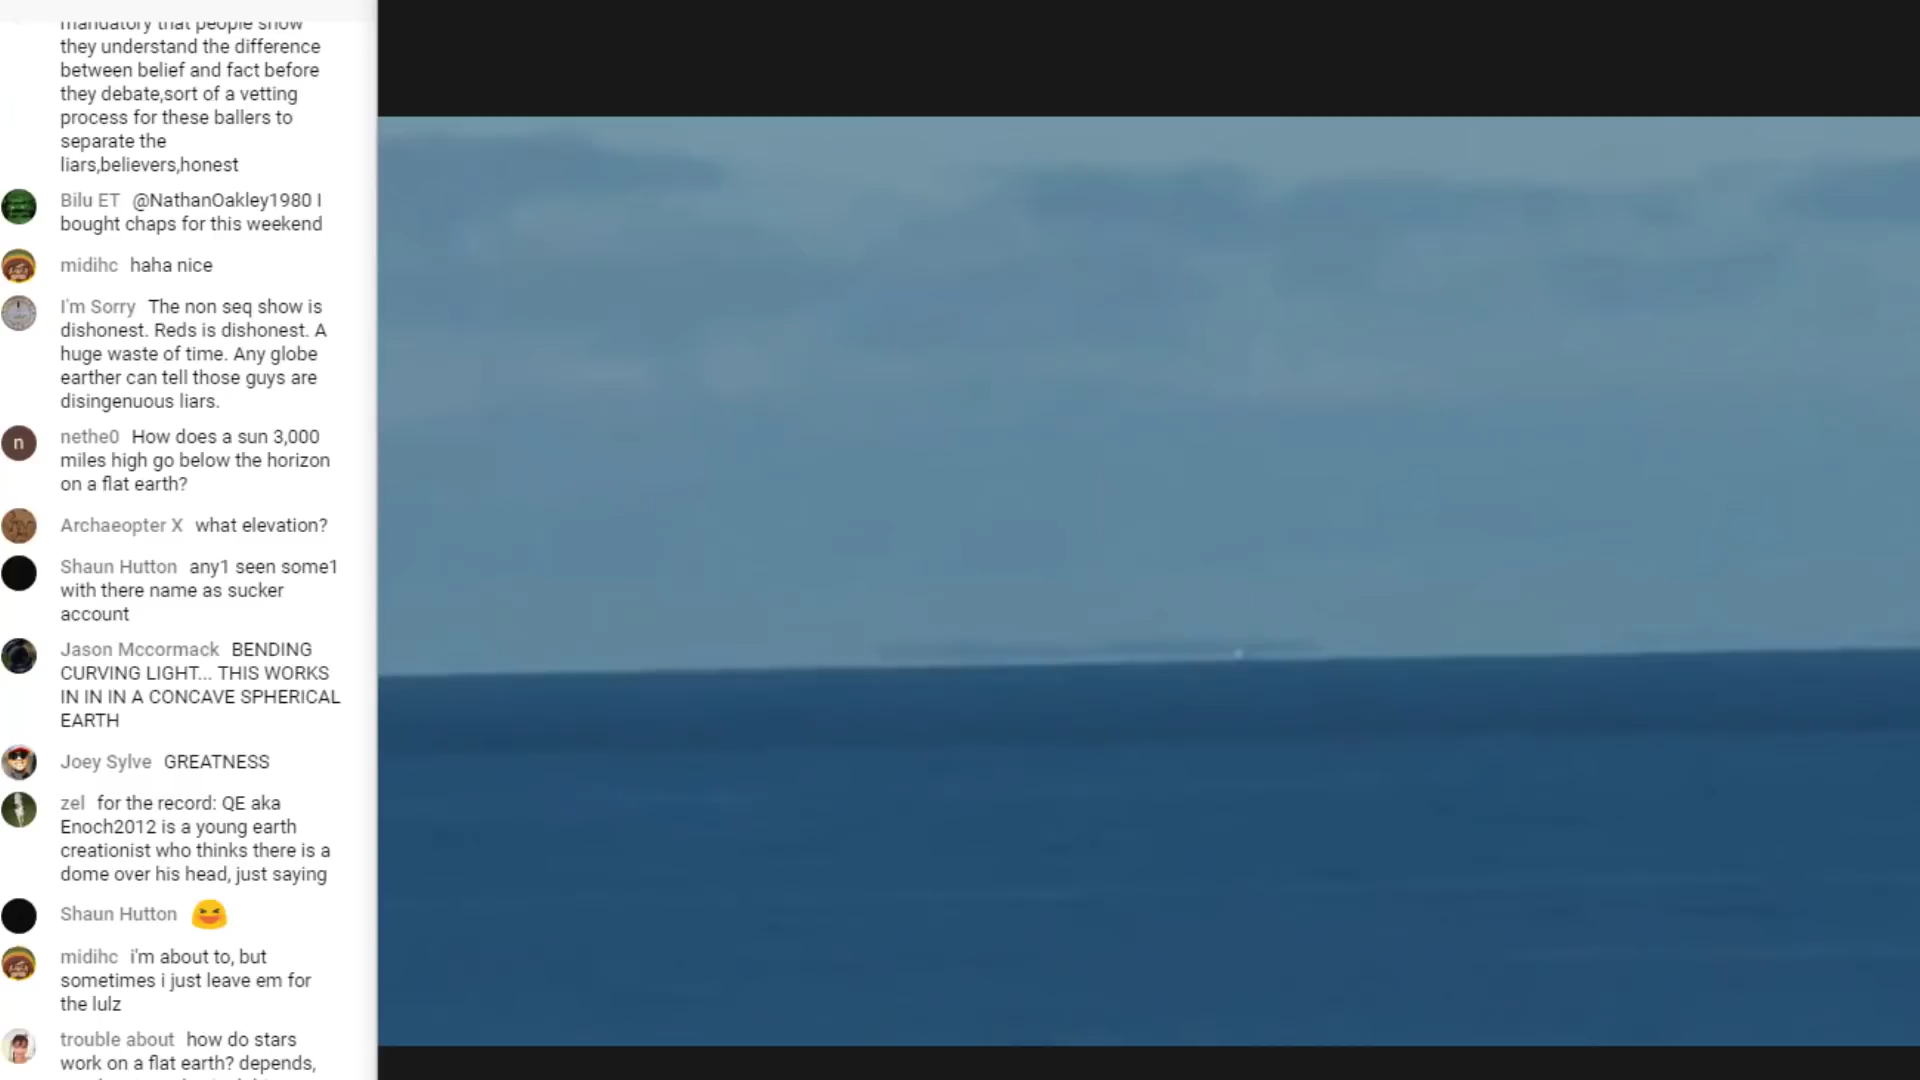 mandatory that people show
they understand the difference
between belief and fact before
they debate,sort of a vetting
process for these ballers to
separate the
liars,believers,honest
Bilu ET @NathanOakley1980 I
bought chaps for this weekend
midihc haha nice
I'm Sorry The non seq show is
dishonest. Reds is dishonest. A
huge waste of time. Any globe
earther can tell those guys are
disingenuous liars.
n
nethe0 How does a sun 3,000
miles high go below the horizon
on a flat earth?
Archaeopter X what elevation?
Shaun Hutton any1 seen some1
with there name as sucker
account
Jason Mccormack BENDING
CURVING LIGHT... THIS WORKS
IN IN IN A CONCAVE SPHERICAL
EARTH
Joey Sylve GREATNESS
zel for the record: QE aka
Enoch2012 is a young earth
creationist who thinks there is a
dome over his head, just saying
Shaun Hutton 😆
midihc i'm about to, but
sometimes i just leave em for
the lulz
trouble about how do stars
work on a flat earth? depends,